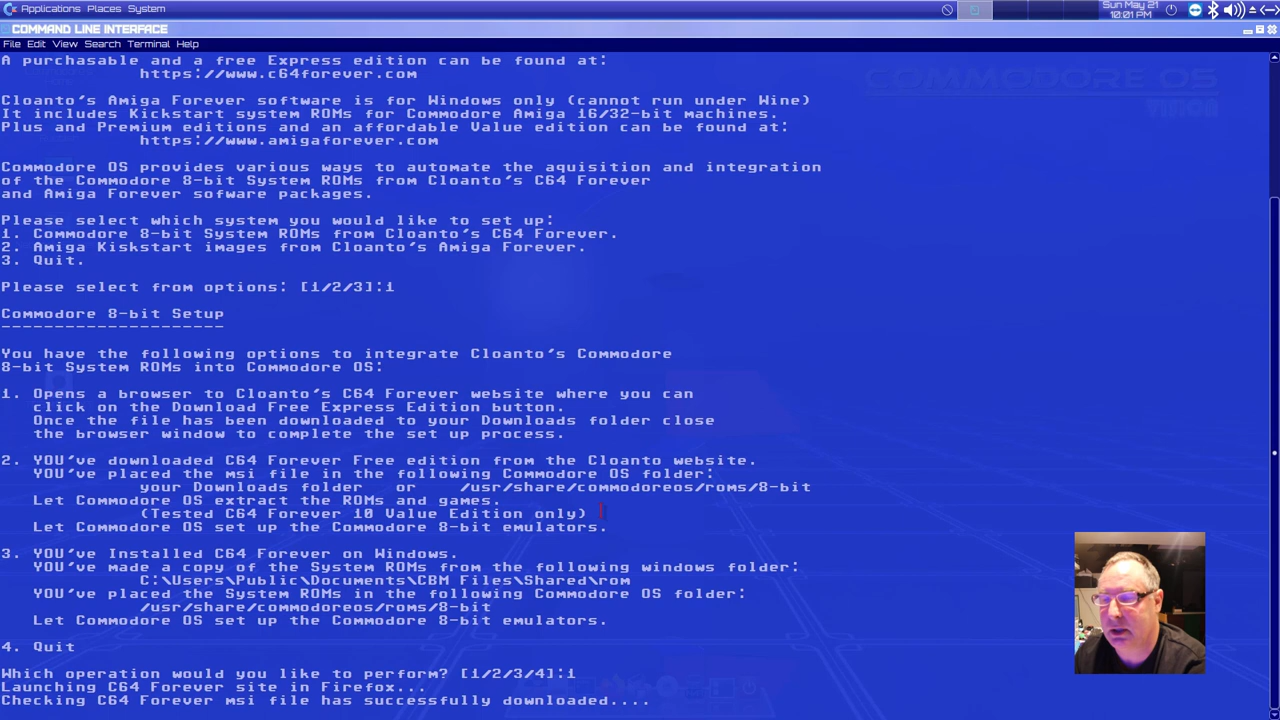 Applications Places System
Sun May 21
10:01 PM
COMMAND LINE INTERFACE
File Edit View Search Terminal Help
A purchasable and a free Express edition can be found at:
https://www.c64forever.com
COMMODORE OS
VISION
Cloanto's Amiga Forever software is for Windows only (cannot run under Wine)
It includes Kickstart system ROMs for Commodore Amiga 16/32-bit machines.
Plus and Premium editions and an affordable Value edition can be found at:
https://www.amigaforever.com
Commodore OS provides various ways to automate the aquisition and integration
of the Commodore 8-bit System ROMs from Cloanto's C64 Forever
and Amiga Forever sofware packages.
Please select which system you would like to set up:
1. Commodore 8-bit System ROMs from Cloanto's C64 Forever.
2. Amiga Kiskstart images from Cloanto's Amiga Forever.
3. Quit.
Please select from options: [1/2/3]:1
Commodore 8-bit Setup
---------------------
You have the following options to integrate Cloanto's Commodore
8-bit System ROMs into Commodore OS:
1. Opens a browser to Cloanto's C64 Forever website where you can
click on the Download Free Express Edition button.
Once the file has been downloaded to your Downloads folder close
the browser window to complete the set up process.
2. YOU've downloaded C64 Forever Free edition from the Cloanto website.
YOU've placed the msi file in the following Commodore OS folder:
your Downloads folder or /usr/share/commodoreos/roms/8-bit
Let Commodore OS extract the ROMs and games.
(Tested C64 Forever 10 Value Edition only)
Let Commodore OS set up the Commodore 8-bit emulators.
3. YOU've Installed C64 Forever on Windows.
YOU've made a copy of the System ROMs from the following windows folder:
C:\Users\Public\Documents\CBM Files\Shared\rom
YOU've placed the System ROMs in the following Commodore OS folder:
/usr/share/commodoreos/roms/8-bit
Let Commodore OS set up the Commodore 8-bit emulators.
4. Quit
Which operation would you like to perform? [1/2/3/4]:1
Launching C64 Forever site in Firefox...
Checking C64 Forever msi file has successfully downloaded....